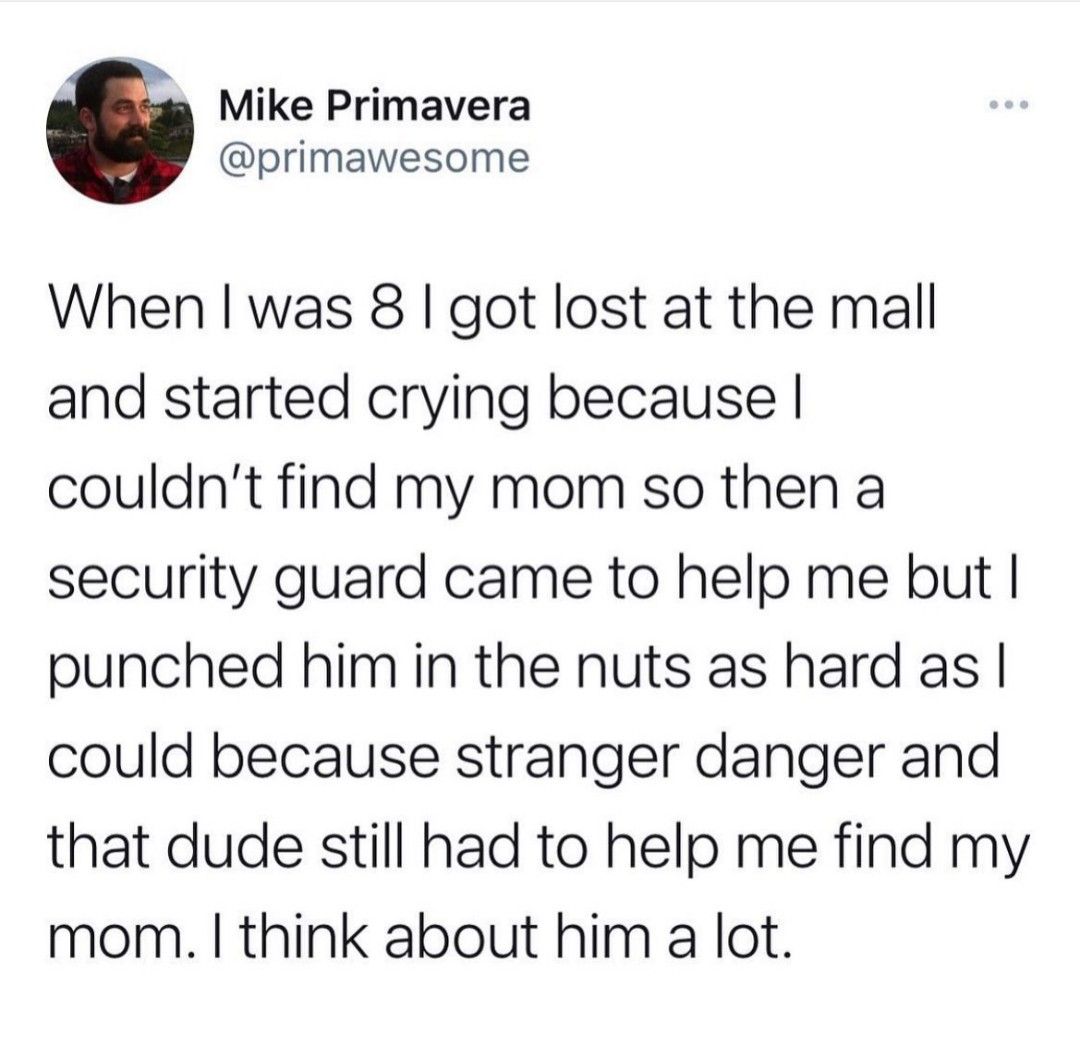 Mike Primavera
@primawesome
When I was 8 I got lost at the mall
and started crying because I
couldn't find my mom so then a
security guard came to help me but I
punched him in the nuts as hard as I
could because stranger danger and
that dude still had to help me find my
mom. I think about him a lot.